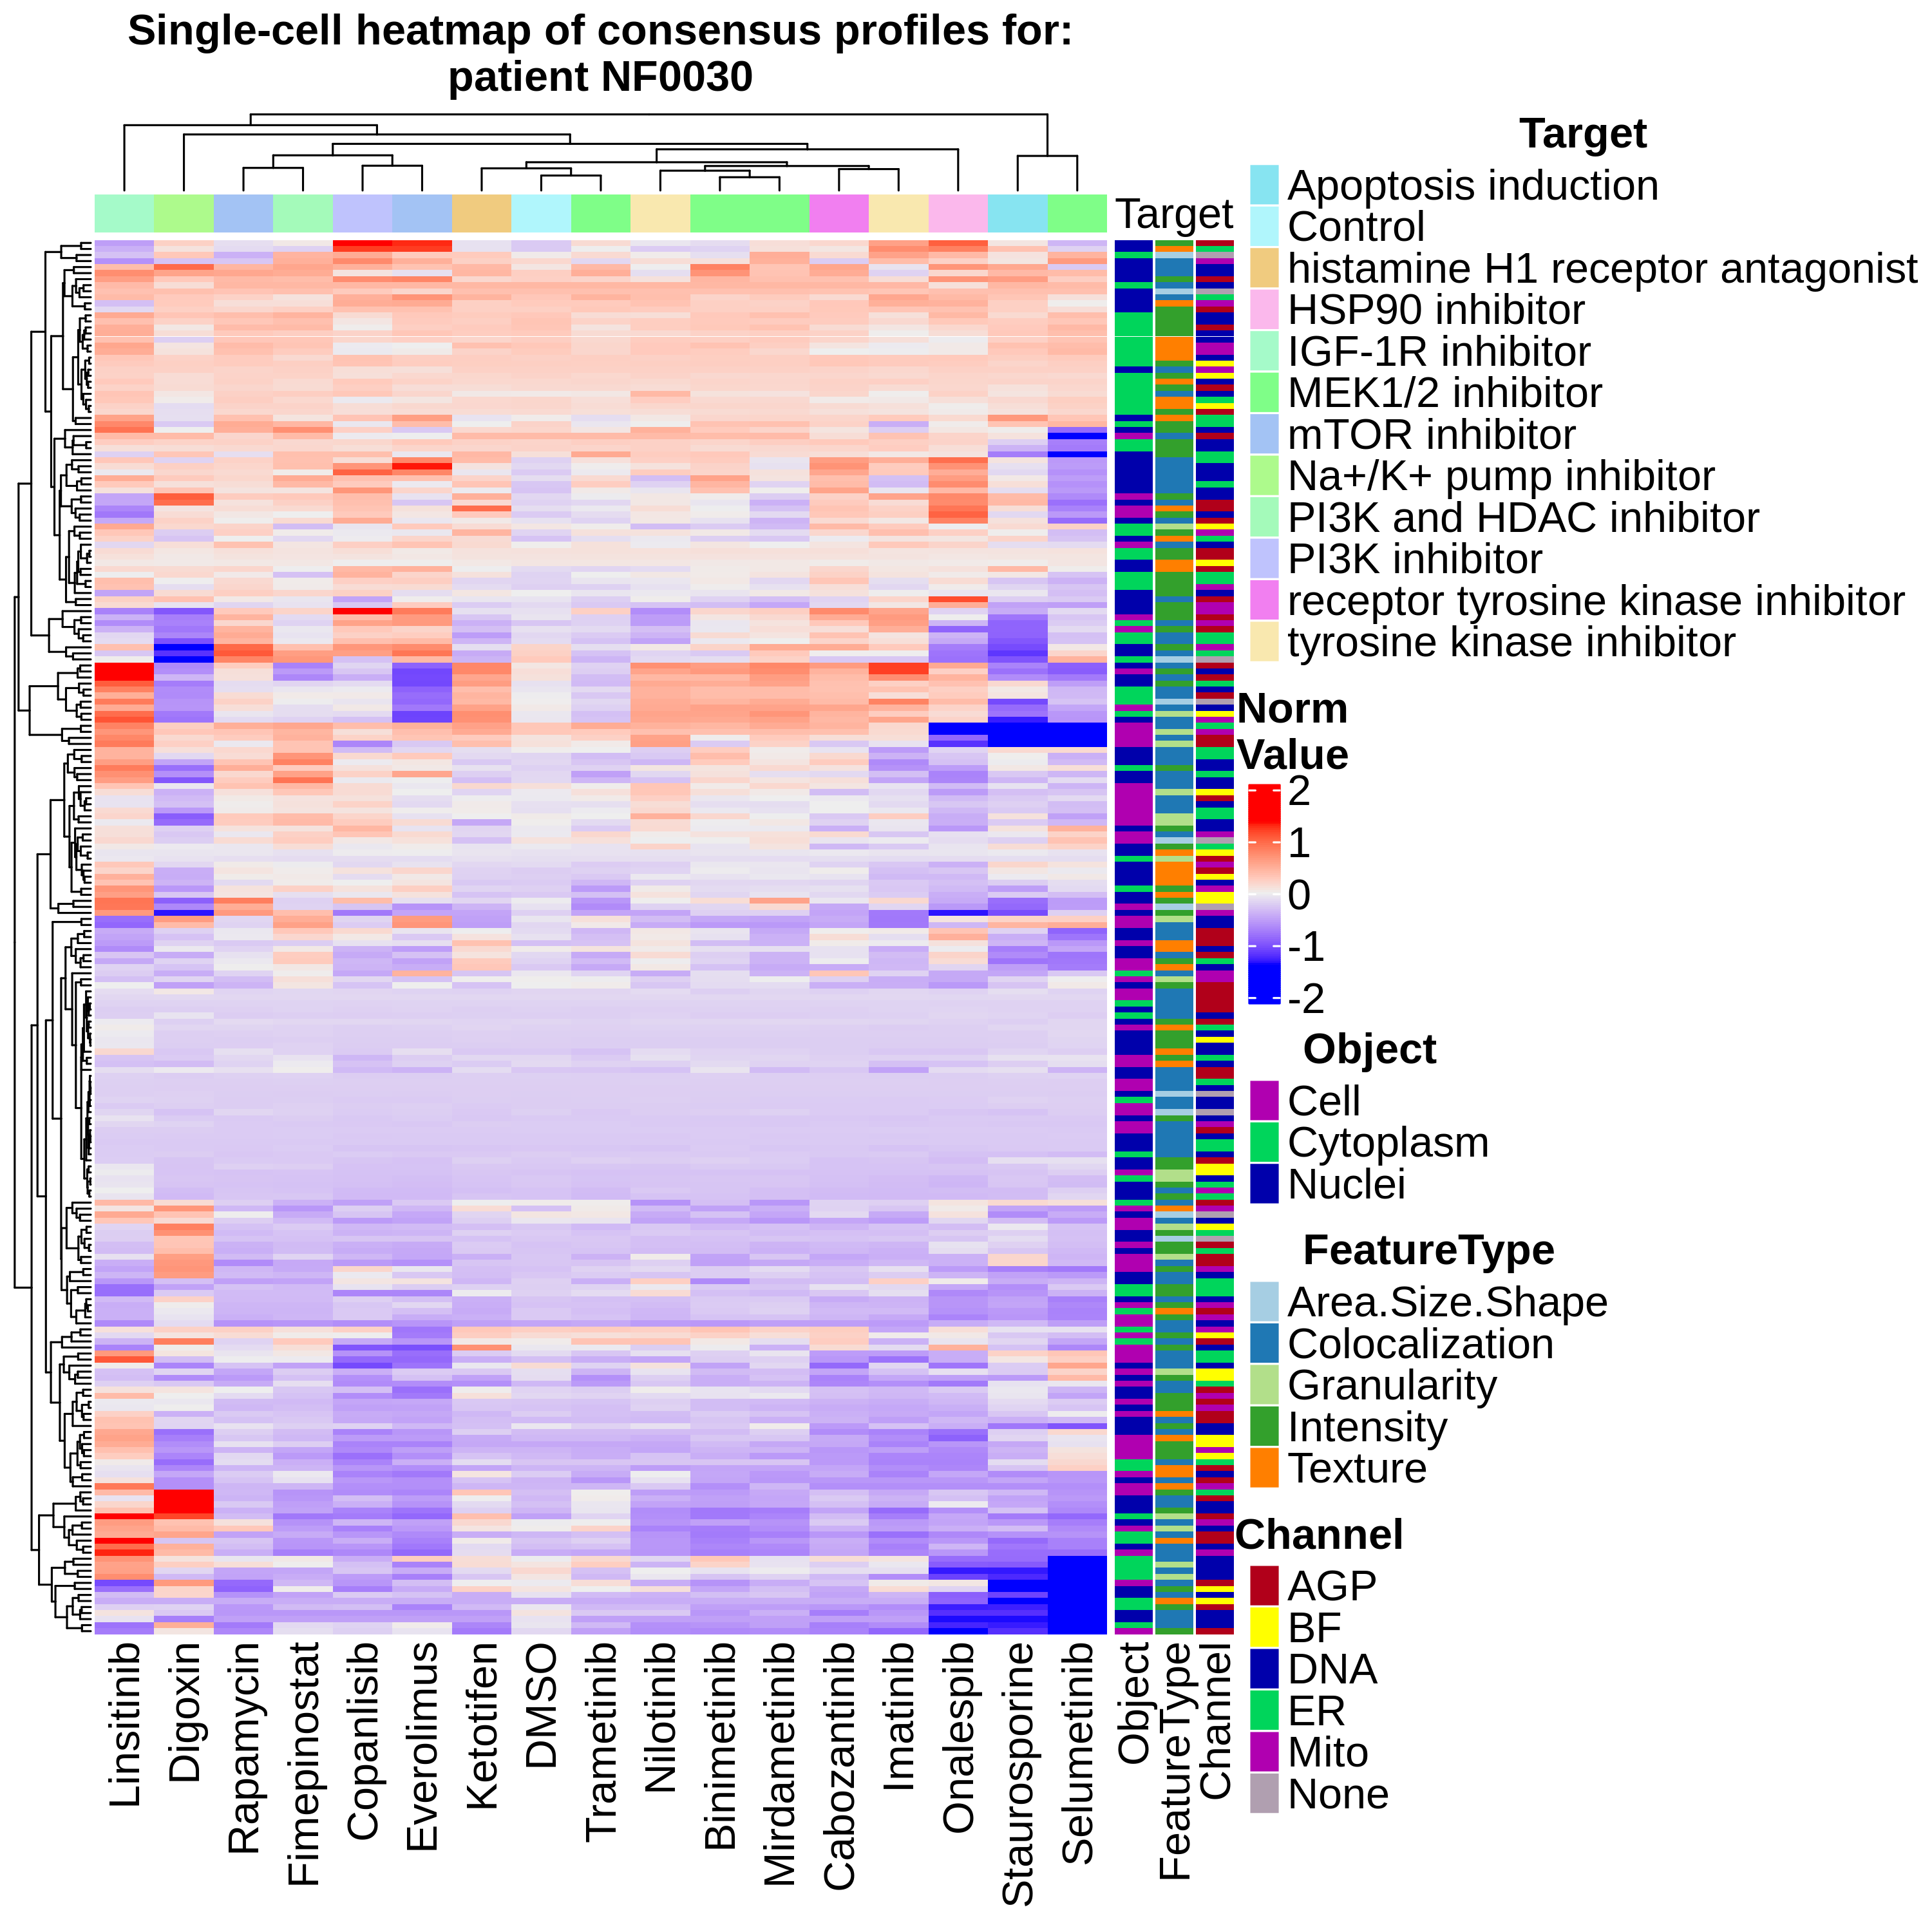 Single-cell heatmap of consensus profiles for:
patient NF0030
Target
Target
Apoptosis induction
Control
histamine H1 receptor antagonist
HSP90 inhibitor
IGF-1R inhibitor
MEK1/2 inhibitor
mTOR inhibitor
Na+/K+ pump inhibitor
PI3K and HDAC inhibitor
PI3K inhibitor
receptor tyrosine kinase inhibitor
tyrosine kinase inhibitor
Norm
Value
2
1
0
-1
-2
Object
Cell
Cytoplasm
Nuclei
FeatureType
Area.Size.Shape
Colocalization
Granularity
Intensity
Texture
Channel
AGP
BF
DNA
ER
Mito
None
Linsitinib
Digoxin
Rapamycin
Fimepinostat
Copanlisib
Everolimus
Ketotifen
DMSO
Trametinib
Nilotinib
Binimetinib
Mirdametinib
Cabozantinib
Imatinib
Onalespib
Staurosporine
Selumetinib
Object
FeatureType
Channel